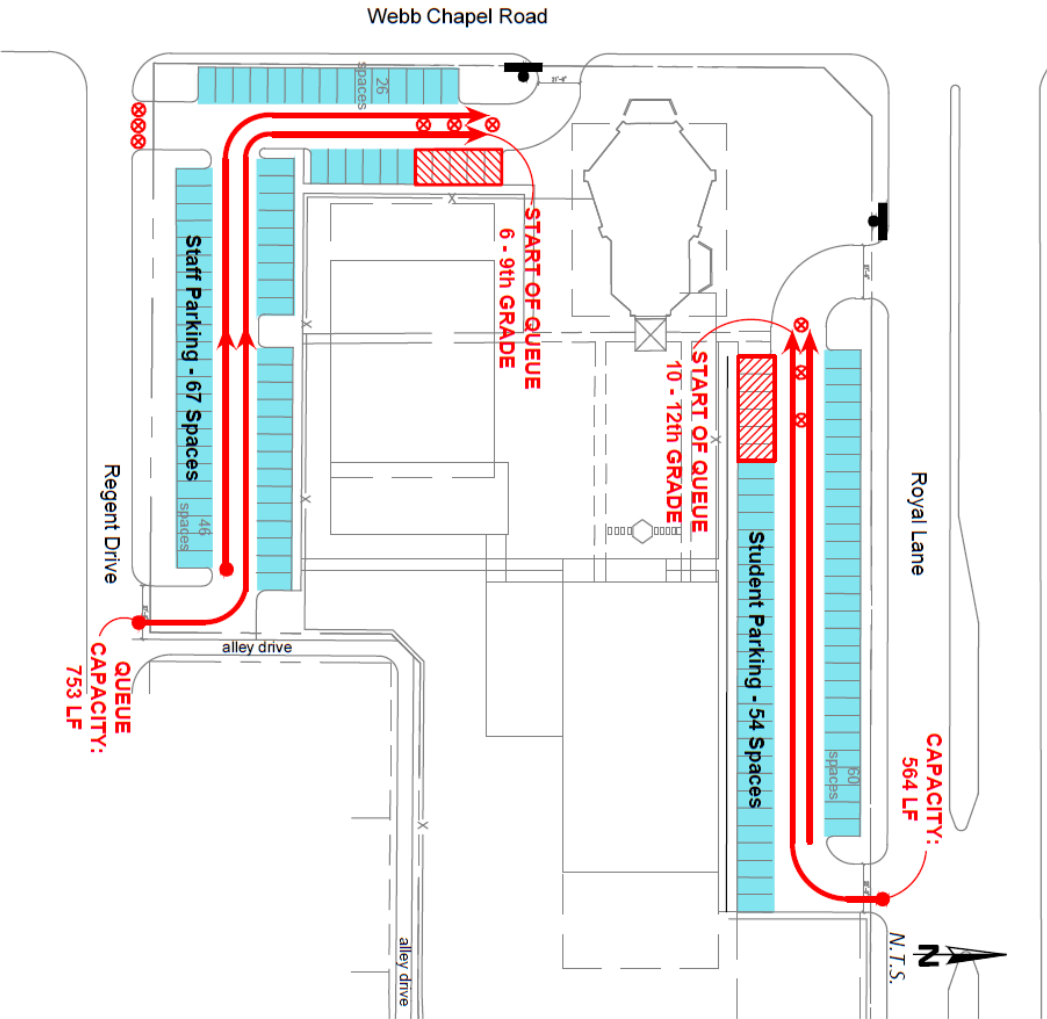 Webb Chapel Road
26
spaces
START OF QUEUE
6 - 9th GRADE
Staff Parking - 67 Spaces
46
spaces
Regent Drive
QUEUE
CAPACITY:
753 LF
alley drive
alley drive
START OF QUEUE
10 - 12th GRADE
Student Parking - 54 Spaces
60
spaces
Royal Lane
CAPACITY:
564 LF
N
N.T.S.
X
X
X
X
X